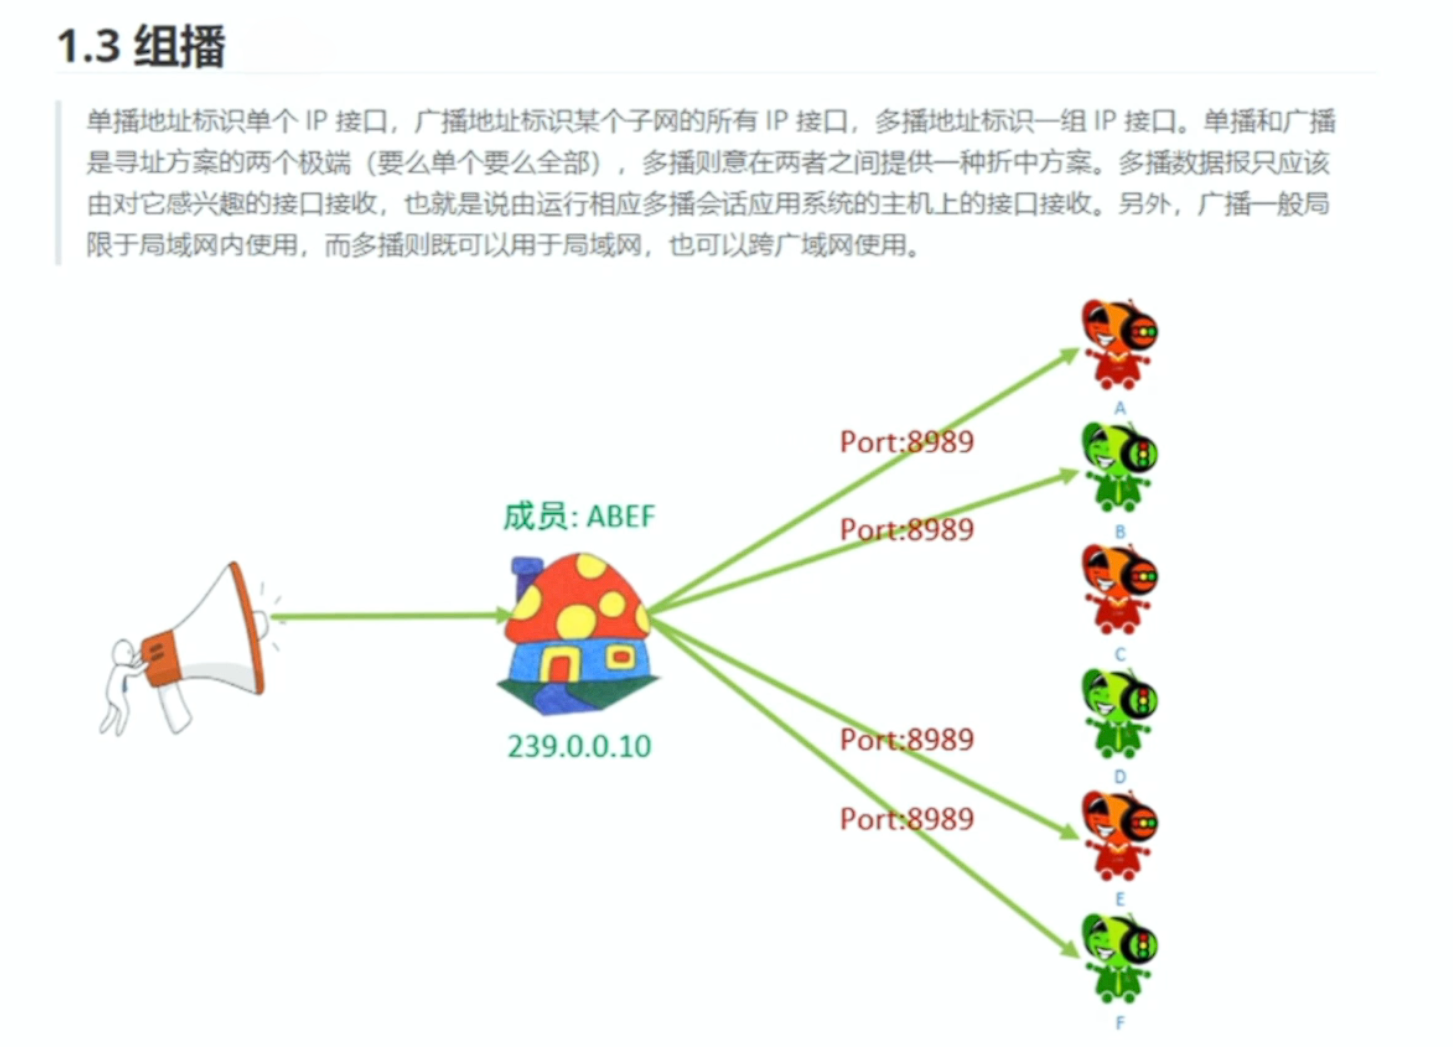 1.3 组播
单播地址标识单个 IP 接口，广播地址标识某个子网的所有 IP 接口，多播地址标识一组 IP 接口。单播和广播
是寻址方案的两个极端（要么单个要么全部），多播则意在两者之间提供一种折中方案。多播数据报只应该
由对它感兴趣的接口接收，也就是说由运行相应多播会话应用系统的主机上的接口接收。另外，广播一般局
限于局域网内使用，而多播则既可以用于局域网，也可以跨广域网使用。
A
Port:8989
成员: ABEF
Port:8989
B
C
239.0.0.10
Port:8989
D
Port:8989
E
F